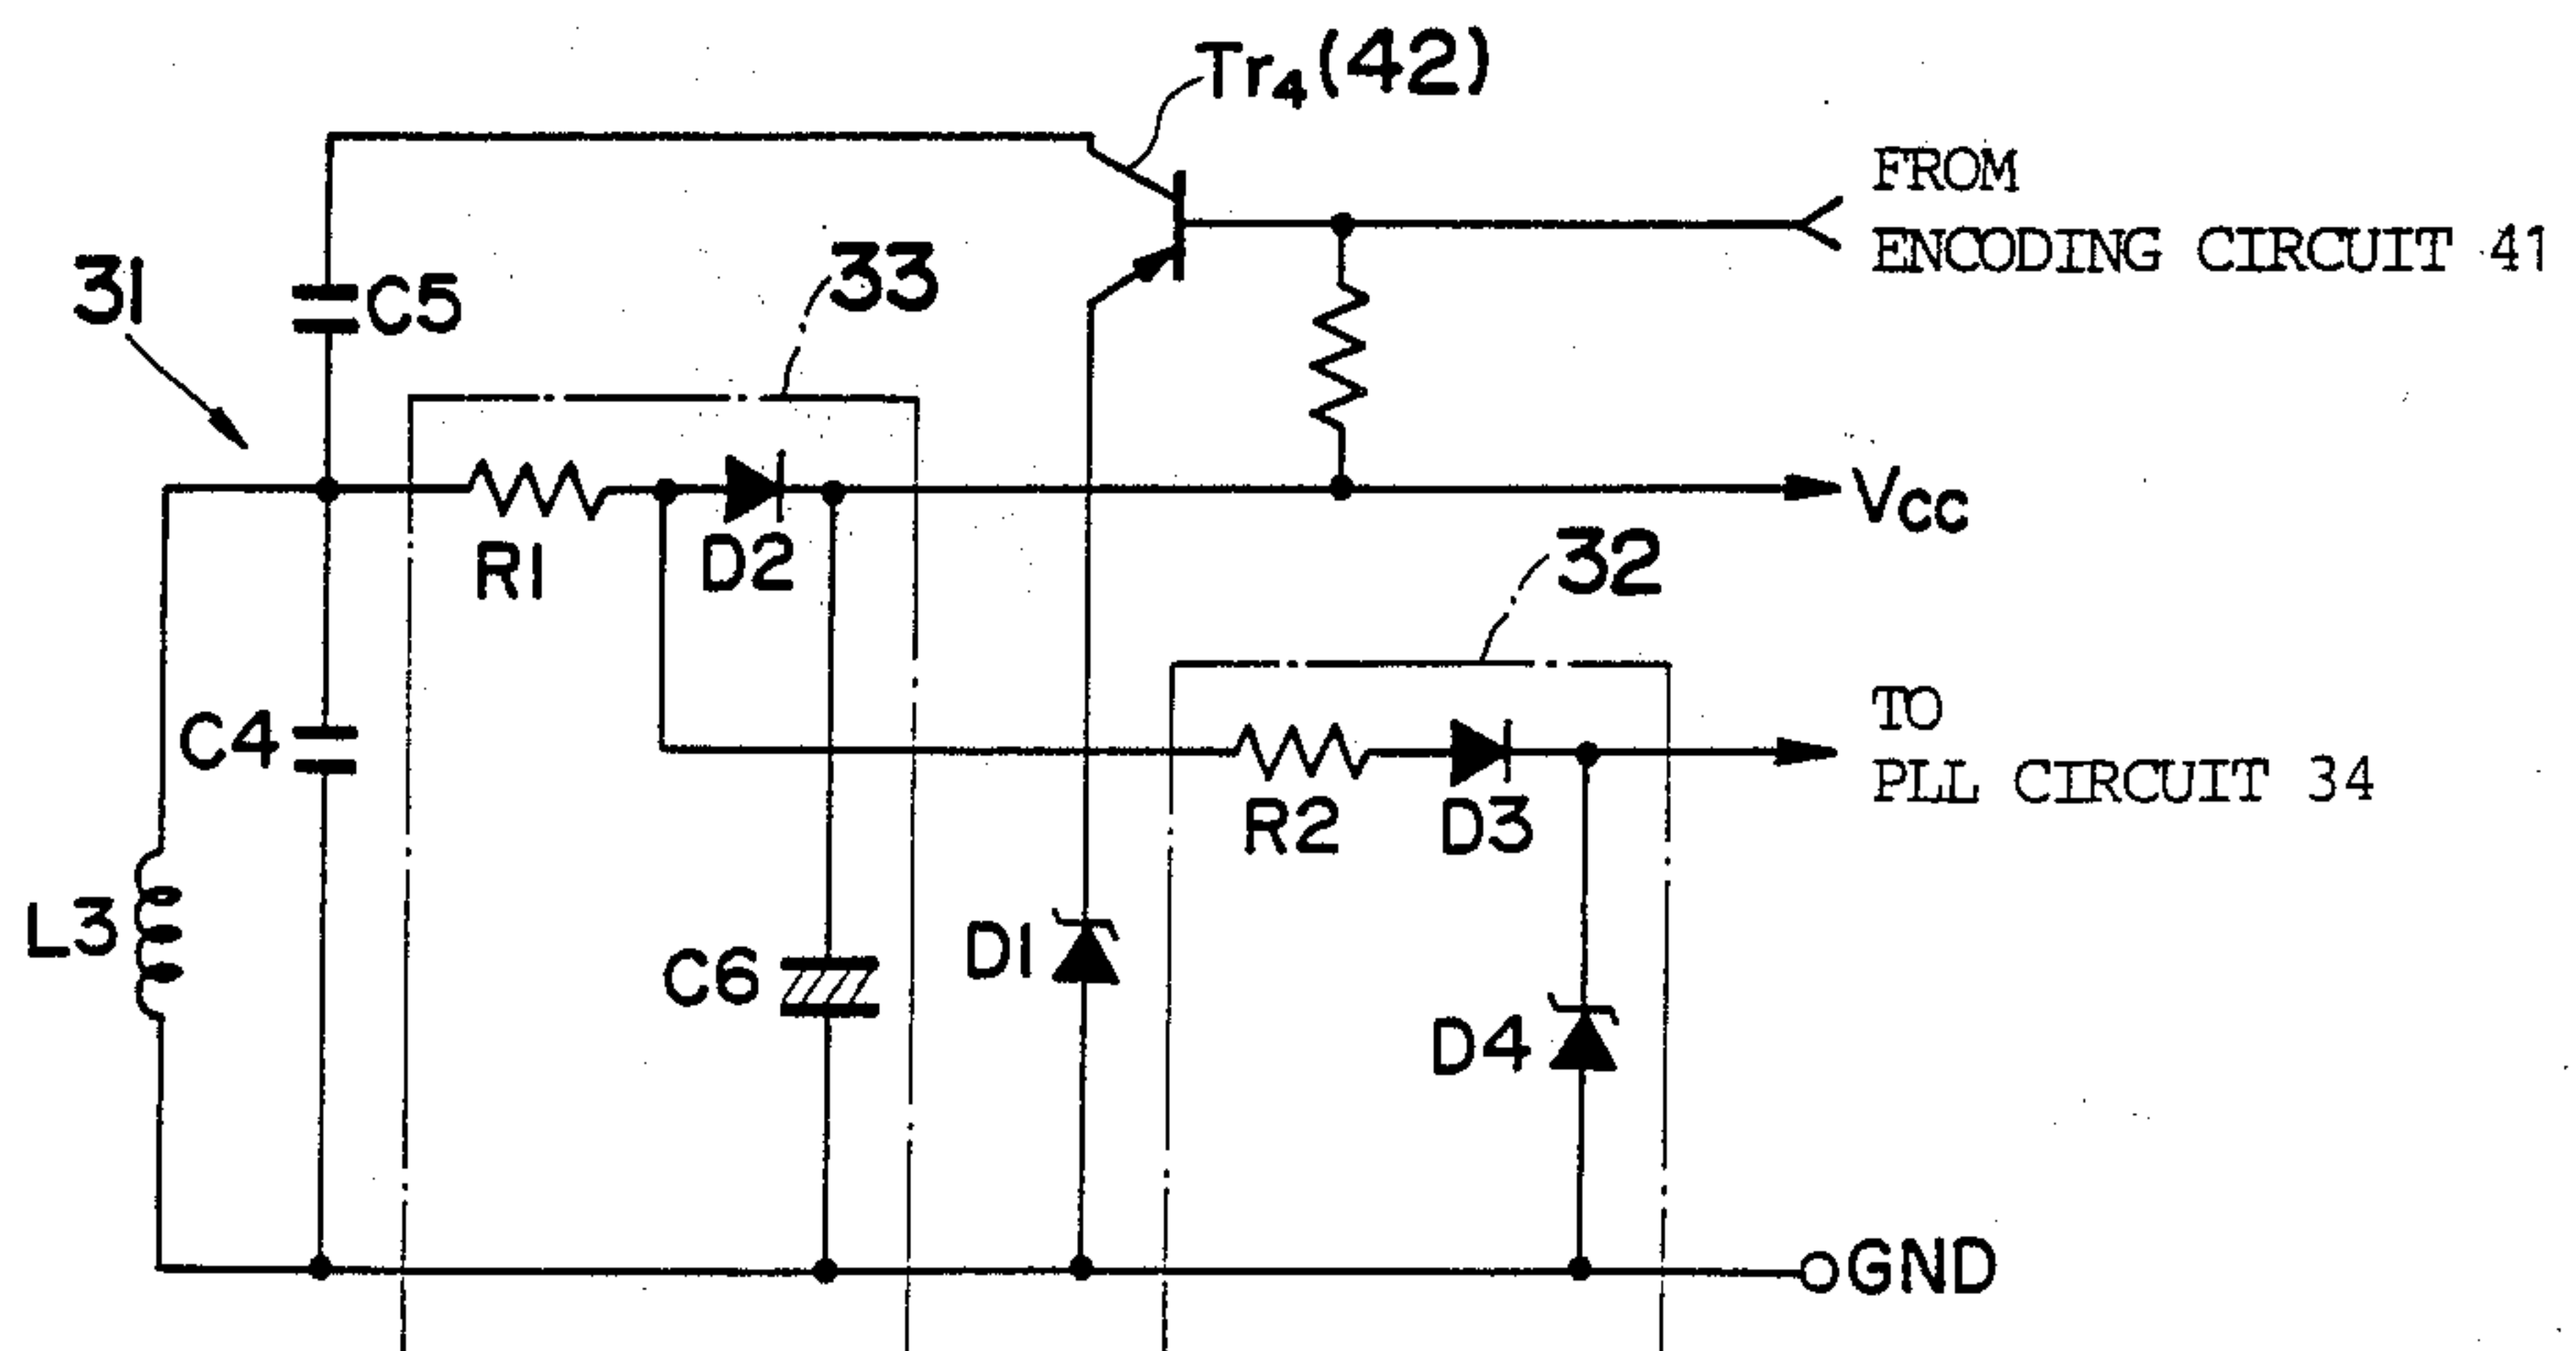 Tr4(42)
FROM
ENCODING CIRCUIT 41
31
C5
33
VCC
R1
D2
32
TO
PLL CIRCUIT 34
C4
R2
D3
L3
C6
D1
D4
GND